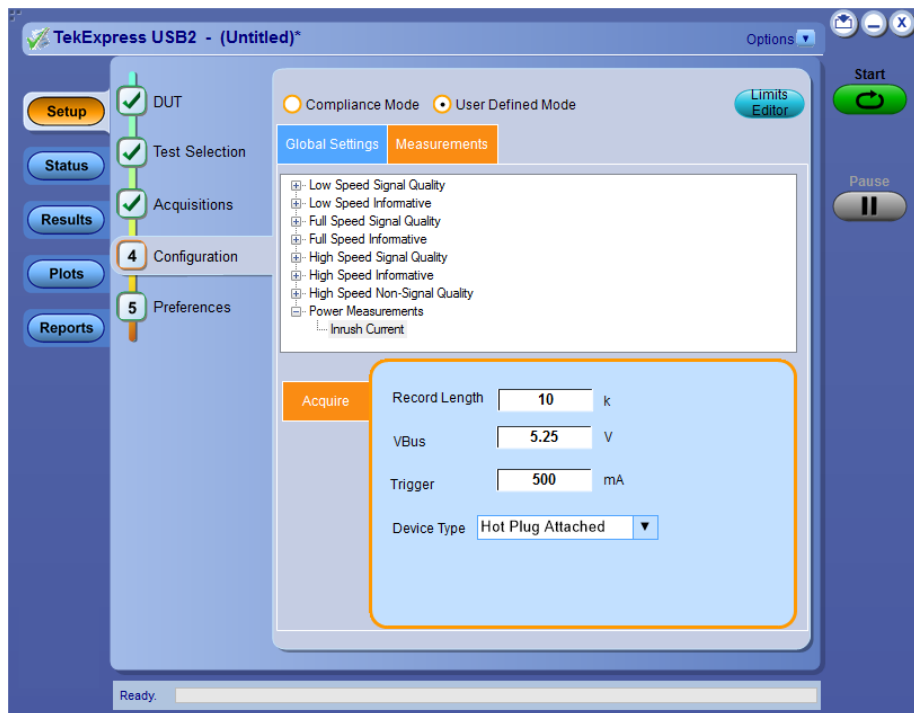 TekExpress USB2 - (Untitled)*
Options
Start
Pause
Setup
Status
Results
Plots
Reports
DUT
Test Selection
Acquisitions
4 Configuration
5 Preferences
Compliance Mode
User Defined Mode
Limits
Editor
Global Settings
Measurements
Low Speed Signal Quality
Low Speed Informative
Full Speed Signal Quality
Full Speed Informative
High Speed Signal Quality
High Speed Informative
High Speed Non-Signal Quality
Power Measurements
Inrush Current
Acquire
Record Length 10 k
VBus 5.25 V
Trigger 500 mA
Device Type Hot Plug Attached
Ready.